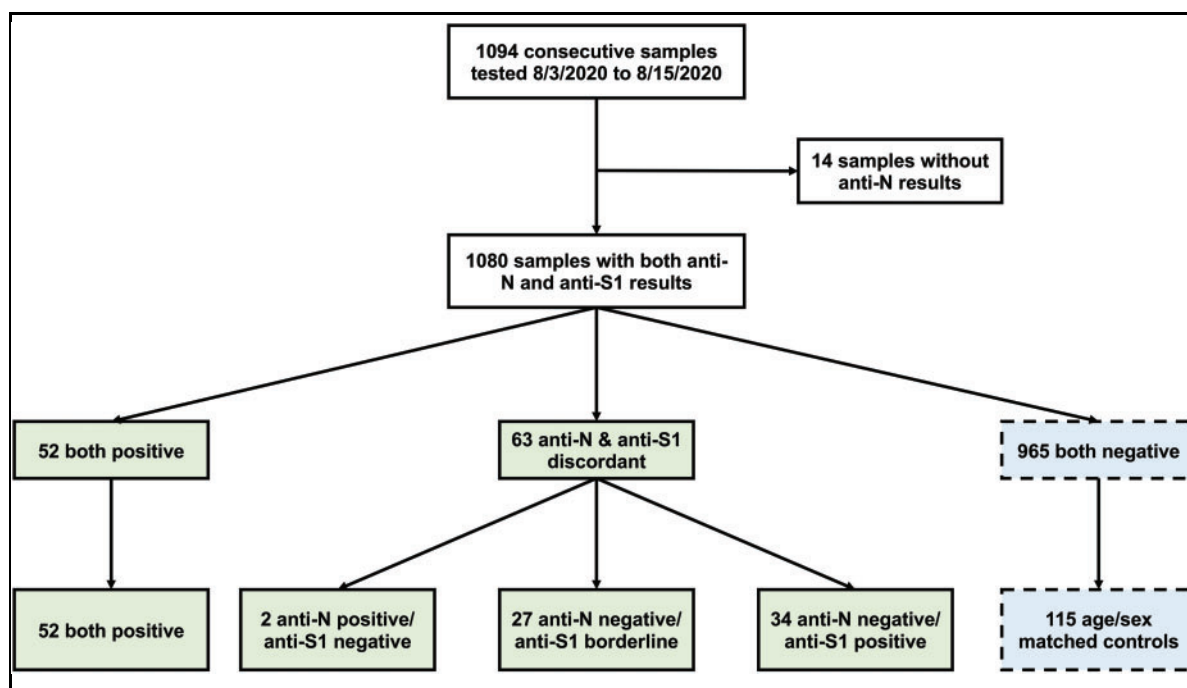 1094 consecutive samples
tested 8/3/2020 to 8/15/2020
14 samples without
anti-N results
1080 samples with both anti-
N and anti-S1 results
52 both positive
63 anti-N & anti-S1
discordant
965 both negative
52 both positive
2 anti-N positive/
anti-S1 negative
27 anti-N negative/
anti-S1 borderline
34 anti-N negative/
anti-S1 positive
115 age/sex
matched controls